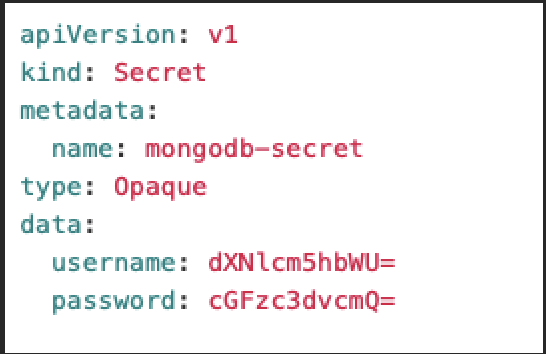 apiVersion: v1
kind: Secret
metadata:
  name: mongodb-secret
type: Opaque
data:
  username: dXNlcm5hbWU=
  password: cGFzc3dvcmQ=